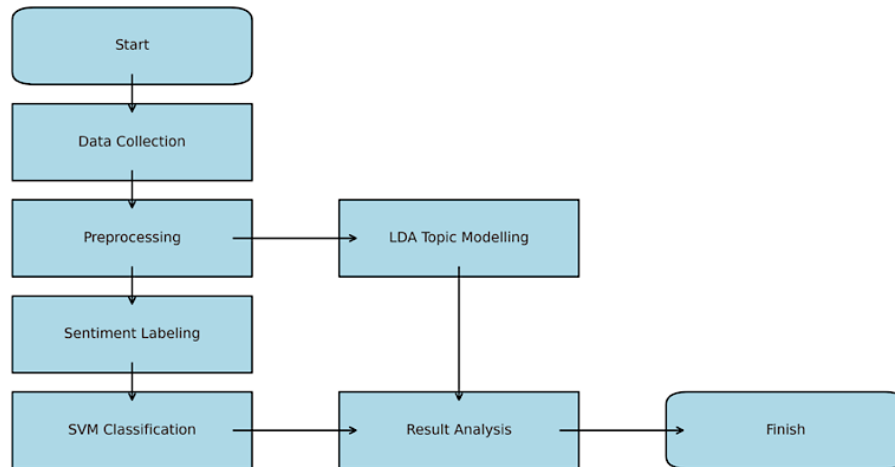 Start
Data Collection
Preprocessing
LDA Topic Modelling
Sentiment Labeling
SVM Classification
Result Analysis
Finish